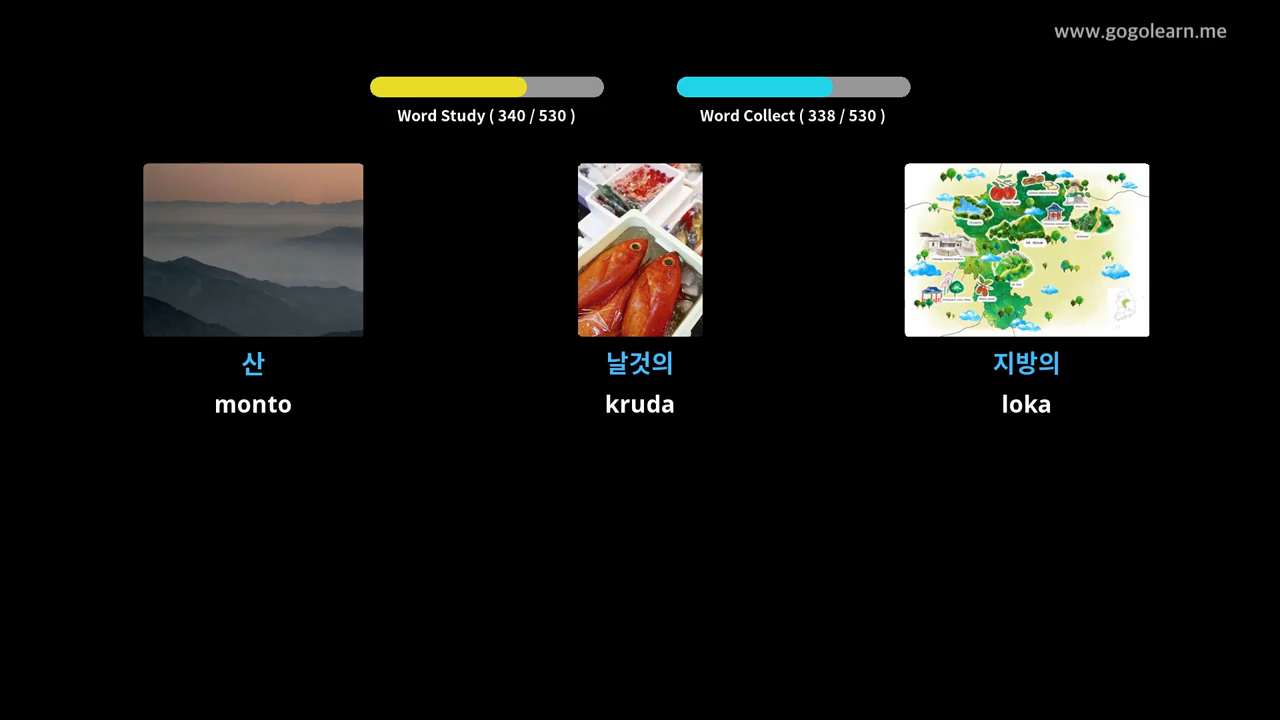 www.gogolearn.me
Word Study ( 340 / 530 )
Word Collect ( 338 / 530 )
산
날것의
지방의
monto
kruda
loka